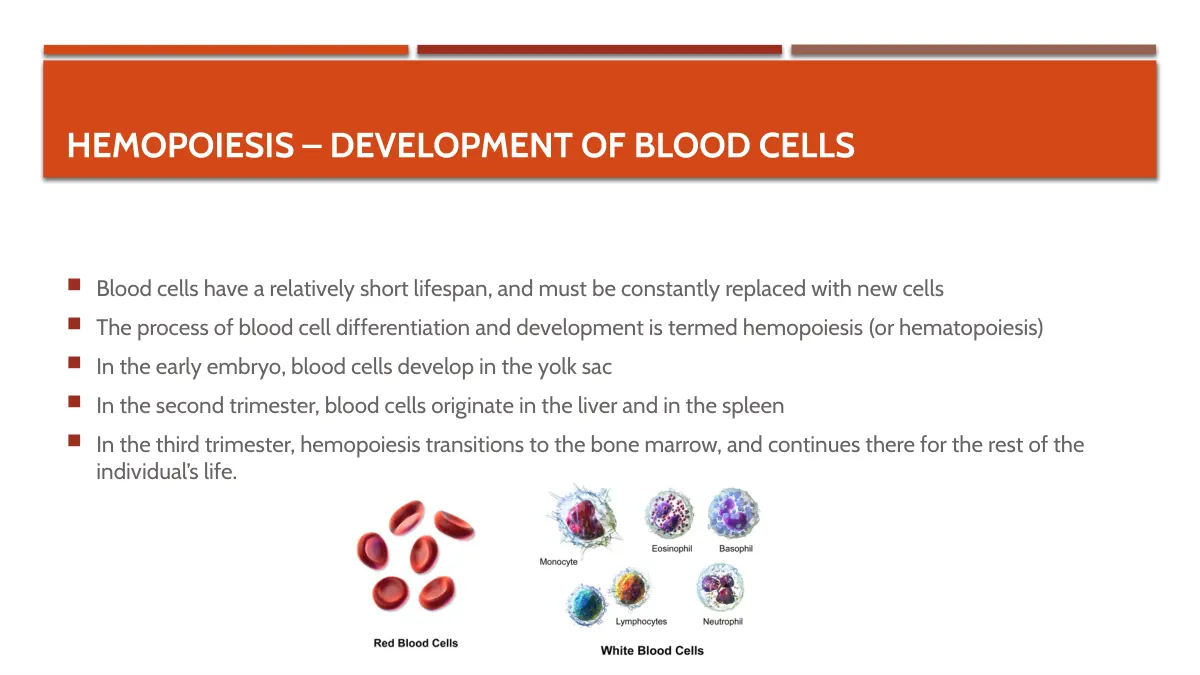 HEMOPOIESIS – DEVELOPMENT OF BLOOD CELLS
Blood cells have a relatively short lifespan, and must be constantly replaced with new cells
The process of blood cell differentiation and development is termed hemopoiesis (or hematopoiesis)
In the early embryo, blood cells develop in the yolk sac
In the second trimester, blood cells originate in the liver and in the spleen
In the third trimester, hemopoiesis transitions to the bone marrow, and continues there for the rest of the
individual's life.
Monocyte
Eosinophil
Basophil
Lymphocytes
Neutrophil
Red Blood Cells
White Blood Cells